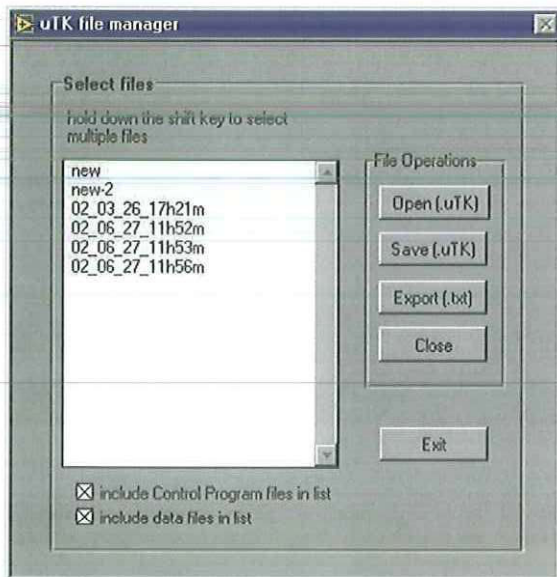 uTK file manager
Select files
hold down the shift key to select
multiple files
new
new-2
02_03_26_17h21m
02_06_27_11h52m
02_06_27_11h53m
02_06_27_11h56m
File Operations
Open (.uTK)
Save (.uTK)
Export (.txt)
Close
Exit
include Control Program files in list
include data files in list